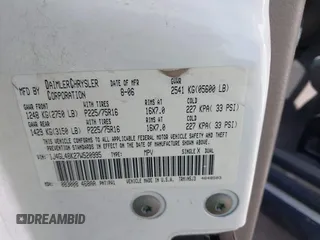 DAIMLERCHRYSLER CORPORATION
DATE OF MFR 8-06
GVWR 2541 KG(05600 LB)
GAWR FRONT WITH TIRES RIMS AT COLD
1248 KG(2750 LB) P225/75R16 16X7.0 227 KPA( 33 PSI)
GAWR REAR WITH TIRES RIMS AT COLD
1429 KG(3150 LB) P225/75R16 16X7.0 227 KPA( 33 PSI)
THIS VEHICLE CONFORMS TO ALL APPLICABLE FEDERAL MOTOR VEHICLE SAFETY AND THEFT
PREVENTION STANDARDS IN EFFECT ON THE DATE OF MANUFACTURE SHOWN ABOVE.
TYPE: MPV SINGLE X DUAL
VEHICLE MADE IN U.S.A.
DREAMBID